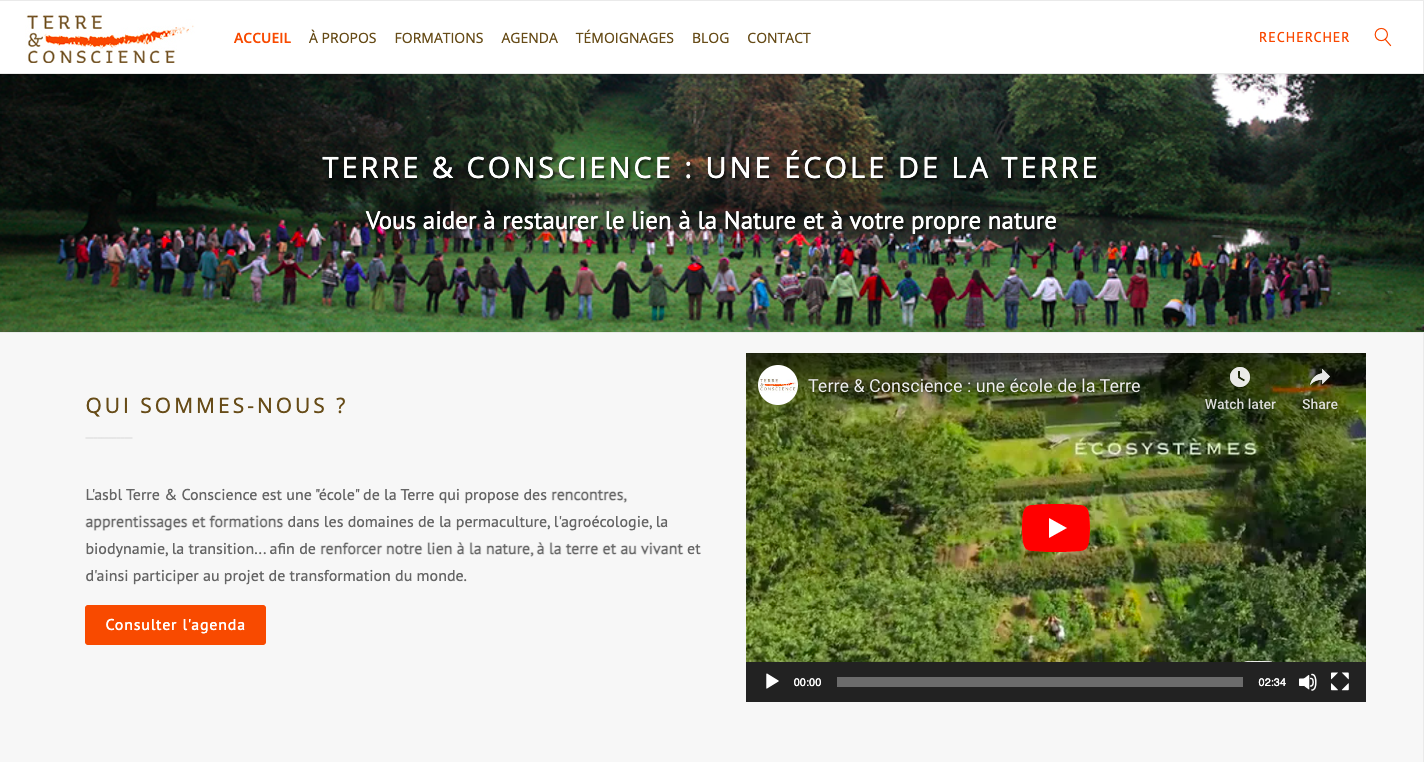 TERRE
&
CONSCIENCE
ACCUEIL À PROPOS FORMATIONS AGENDA TÉMOIGNAGES BLOG CONTACT
RECHERCHER
TERRE & CONSCIENCE : UNE ÉCOLE DE LA TERRE
Vous aider à restaurer le lien à la Nature et à votre propre nature
QUI SOMMES-NOUS ?
L'asbl Terre & Conscience est une "école" de la Terre qui propose des rencontres,
apprentissages et formations dans les domaines de la permaculture, l'agroécologie, la
biodynamie, la transition... afin de renforcer notre lien à la nature, à la terre et au vivant et
d'ainsi participer au projet de transformation du monde.
Consulter l'agenda
TERRE
&
CONSCIENCE
Terre & Conscience : une école de la Terre
Watch later
Share
ÉCOSYSTÈMES
00:00
02:34